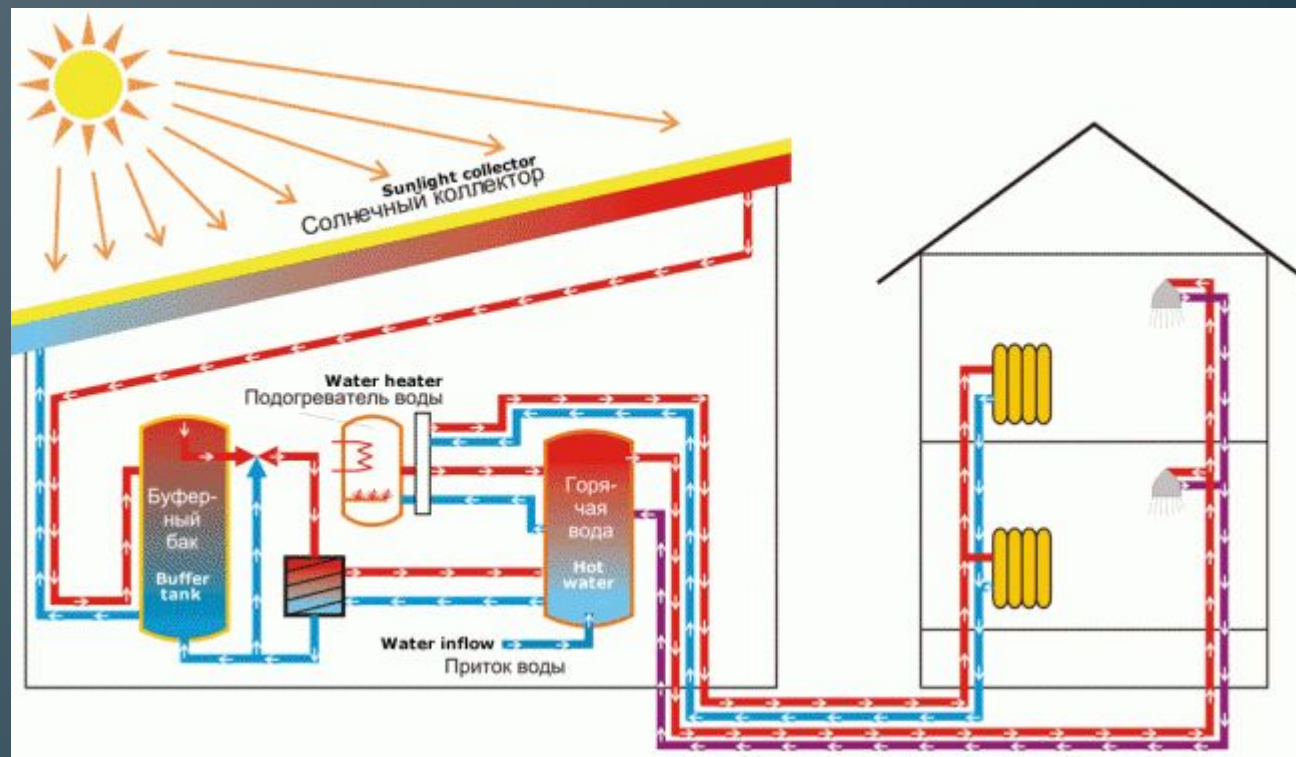 Sunlight collector
Солнечный коллектор
Water heater
Подогреватель воды
Буфер-
ный
бак
Buffer
tank
Горя-
чая
вода
Hot
water
Water inflow
Приток воды